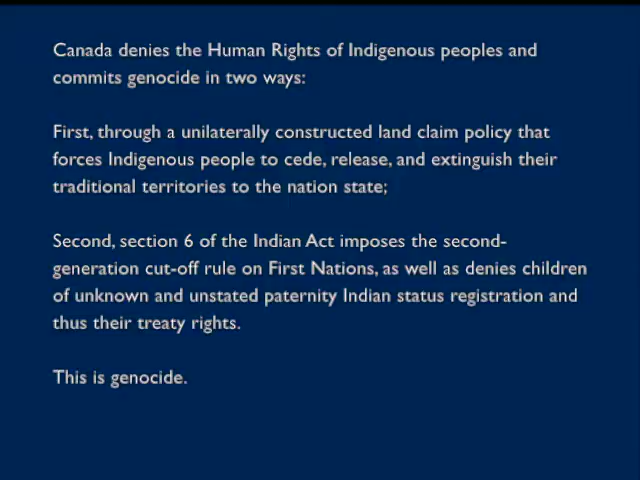 Canada denies the Human Rights of Indigenous peoples and
commits genocide in two ways:
First, through a unilaterally constructed land claim policy that
forces Indigenous people to cede, release, and extinguish their
traditional territories to the nation state;
Second, section 6 of the Indian Act imposes the second-
generation cut-off rule on First Nations, as well as denies children
of unknown and unstated paternity Indian status registration and
thus their treaty rights.
This is genocide.